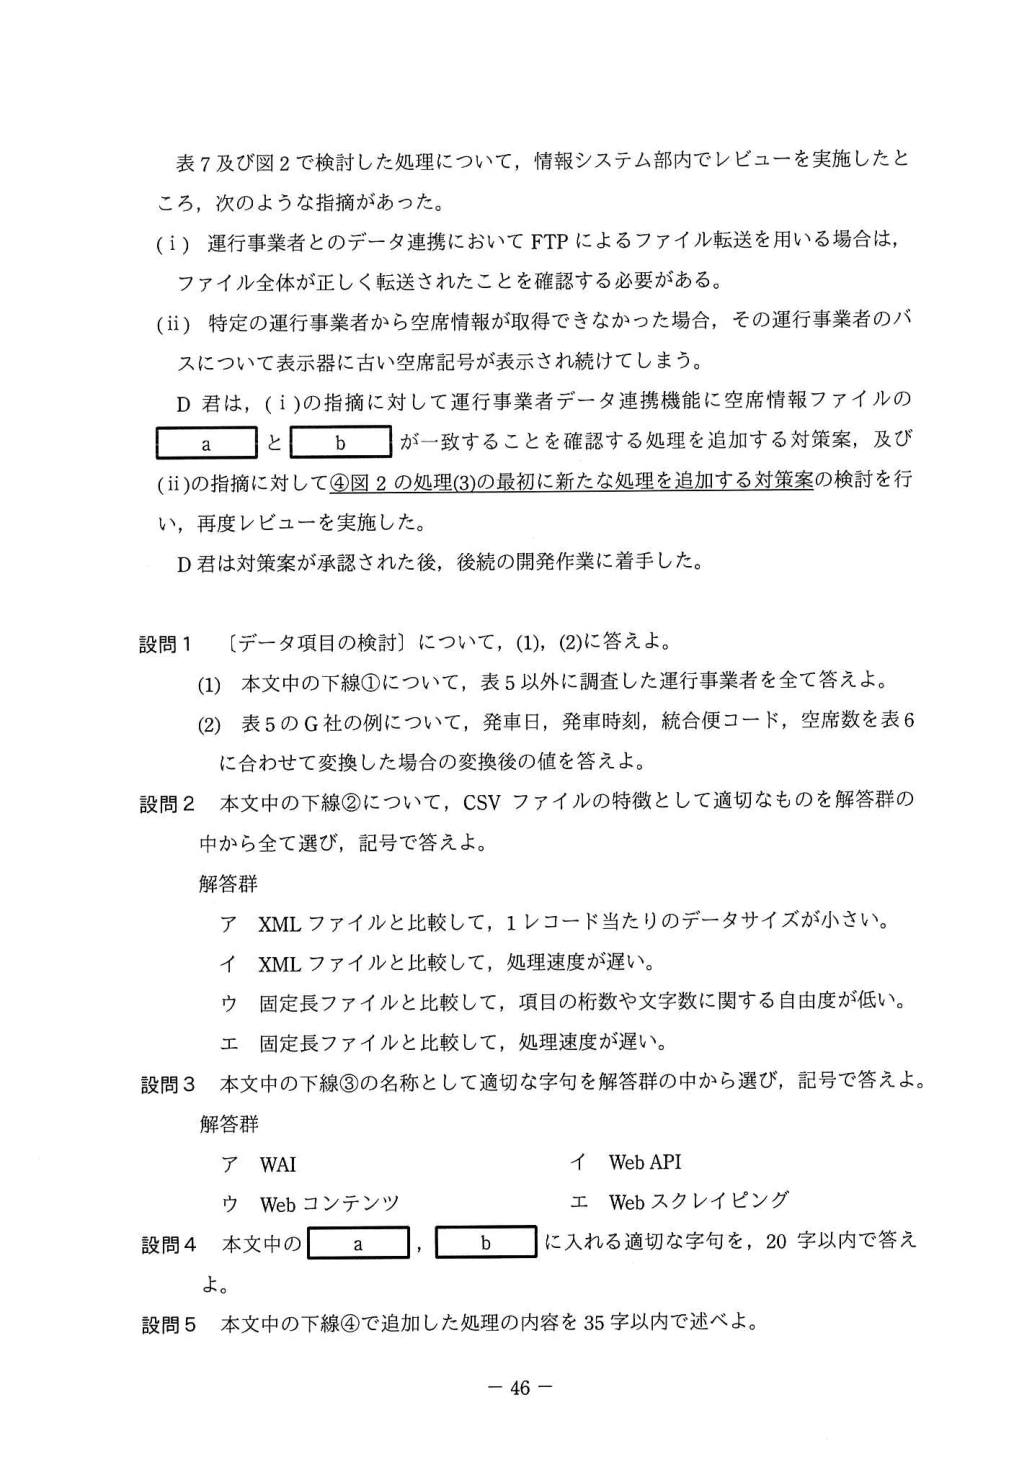 表7及び図2で検討した処理について，情報システム部内でレビューを実施したと
ころ，次のような指摘があった。
(ⅰ) 運行事業者とのデータ連携において FTP によるファイル転送を用いる場合は，
ファイル全体が正しく転送されたことを確認する必要がある。
(ⅱ) 特定の運行事業者から空席情報が取得できなかった場合，その運行事業者のバ
スについて表示器に古い空席記号が表示され続けてしまう。
D 君は，(ⅰ)の指摘に対して運行事業者データ連携機能に空席情報ファイルの
a と b が一致することを確認する処理を追加する対策案，及び
(ⅱ)の指摘に対して④図 2 の処理(3)の最初に新たな処理を追加する対策案の検討を行
い，再度レビューを実施した。
D 君は対策案が承認された後，後続の開発作業に着手した。
設問1 〔データ項目の検討〕について，(1)，(2)に答えよ。
(1) 本文中の下線①について，表 5 以外に調査した運行事業者を全て答えよ。
(2) 表 5 の G 社の例について，発車日，発車時刻，統合便コード，空席数を表 6
に合わせて変換した場合の変換後の値を答えよ。
設問2 本文中の下線②について，CSV ファイルの特徴として適切なものを解答群の
中から全て選び，記号で答えよ。
解答群
ア XML ファイルと比較して，1 レコード当たりのデータサイズが小さい。
イ XML ファイルと比較して，処理速度が遅い。
ウ 固定長ファイルと比較して，項目の桁数や文字数に関する自由度が低い。
エ 固定長ファイルと比較して，処理速度が遅い。
設問3 本文中の下線③の名称として適切な字句を解答群の中から選び，記号で答えよ。
解答群
ア WAI イ Web API
ウ Web コンテンツ エ Web スクレイピング
設問4 本文中の a ， b に入れる適切な字句を，20 字以内で答え
よ。
設問5 本文中の下線④で追加した処理の内容を 35 字以内で述べよ。
－ 46 －